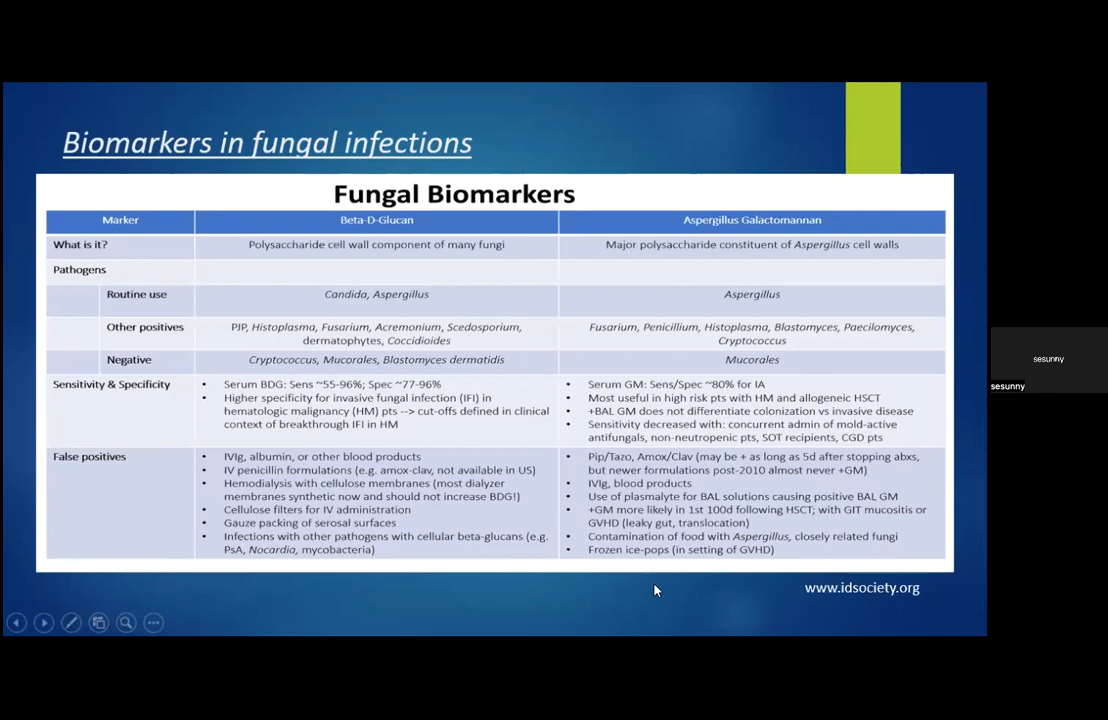 Biomarkers in fungal infections
Fungal Biomarkers
Marker Beta-D-Glucan Aspergillus Galactomannan
What is it? Polysaccharide cell wall component of many fungi Major polysaccharide constituent of Aspergillus cell walls
Pathogens
Routine use Candida, Aspergillus Aspergillus
Other positives
PJP, Histoplasma, Fusarium, Acremonium, Scedosporium,
dermatophytes, Coccidioides
Fusarium, Penicillium, Histoplasma, Blastomyces, Paecilomyces,
Cryptococcus
Negative Cryptococcus, Mucorales, Blastomyces dermatidis Mucorales
Sensitivity & Specificity
• Serum BDG: Sens ~55-96%; Spec ~77-96%
• Higher specificity for invasive fungal infection (IFI) in
hematologic malignancy (HM) pts --> cut-offs defined in clinical
context of breakthrough IFI in HM
• Serum GM: Sens/Spec ~80% for IA
• Most useful in high risk pts with HM and allogeneic HSCT
• +BAL GM does not differentiate colonization vs invasive disease
• Sensitivity decreased with: concurrent admin of mold-active
antifungals, non-neutropenic pts, SOT recipients, CGD pts
False positives
• IVIg, albumin, or other blood products
• IV penicillin formulations (e.g. amox-clav, not available in US)
• Hemodialysis with cellulose membranes (most dialyzer
membranes synthetic now and should not increase BDG!)
• Cellulose filters for IV administration
• Gauze packing of serosal surfaces
• Infections with other pathogens with cellular beta-glucans (e.g.
PsA, Nocardia, mycobacteria)
• Pip/Tazo, Amox/Clav (may be + as long as 5d after stopping abxs,
but newer formulations post-2010 almost never +GM)
• IVIg, blood products
• Use of plasmalyte for BAL solutions causing positive BAL GM
• +GM more likely in 1st 100d following HSCT; with GIT mucositis or
GVHD (leaky gut, translocation)
• Contamination of food with Aspergillus, closely related fungi
• Frozen ice-pops (in setting of GVHD)
www.idsociety.org
sesunny
sesunny